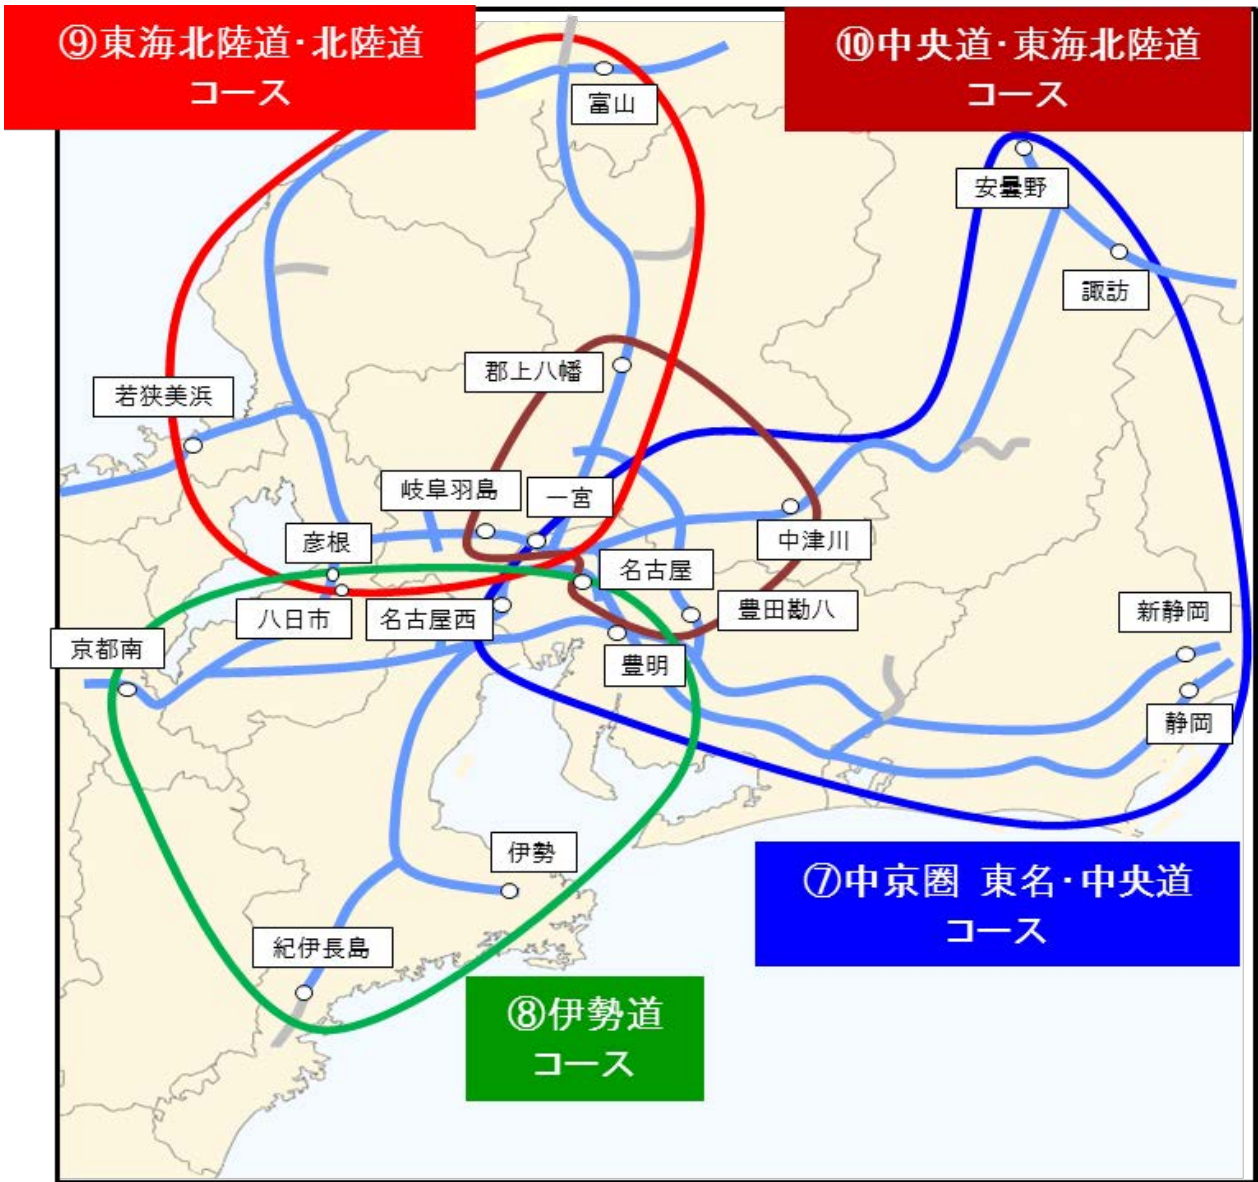 ⑨東海北陸道・北陸道
コース
⑩中央道・東海北陸道
コース
富山
安曇野
諏訪
郡上八幡
若狭美浜
岐阜羽島
一宮
彦根
中津川
名古屋
八日市
名古屋西
豊田勘八
新静岡
京都南
豊明
静岡
伊勢
⑦中京圏 東名・中央道
コース
紀伊長島
⑧伊勢道
コース